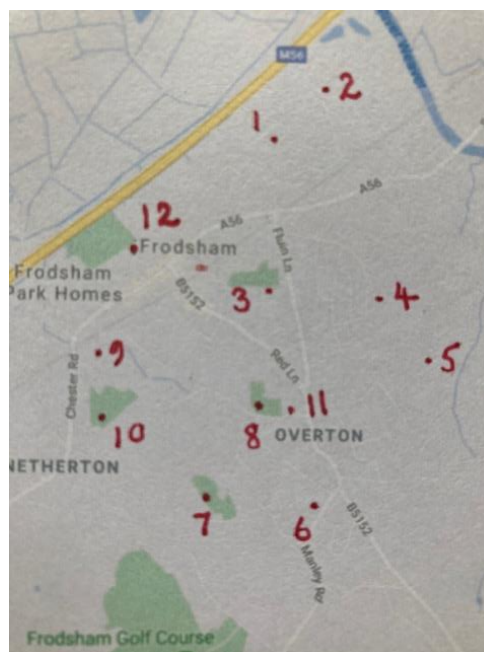 M56
2
1
A56
12
A56
Frodsham
Fluin Ln
Frodsham
Park Homes
B5152
3
4
9
Red Ln
5
Chester Rd
11
10
8
OVERTON
NETHERTON
7
6
B5152
Manley Rd
Frodsham Golf Course